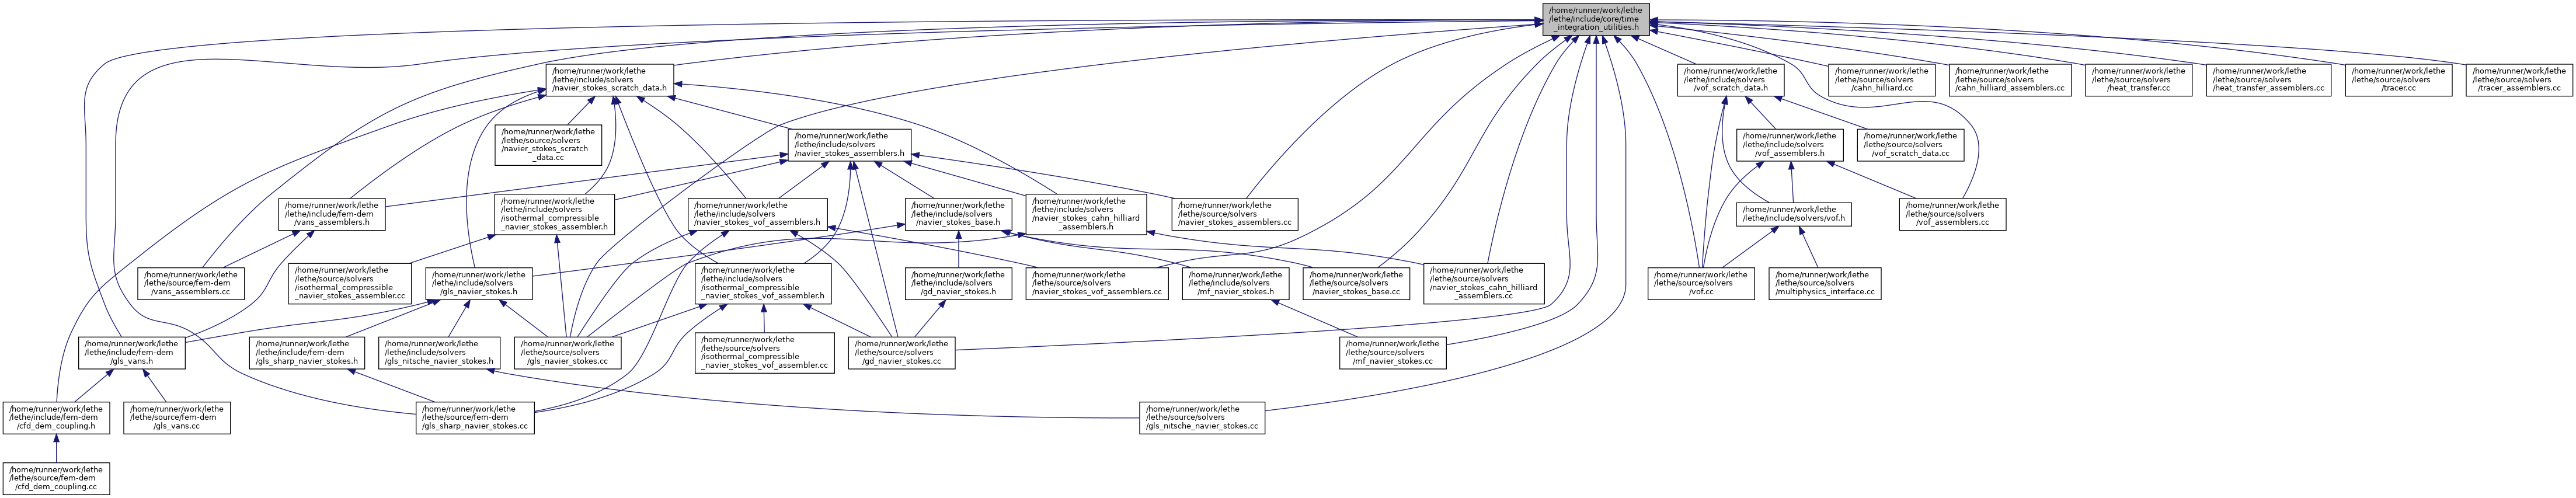 /home/runner/work/lethe
/lethe/include/core/time
_integration_utilities.h
/home/runner/work/lethe
/lethe/include/solvers
/navier_stokes_scratch_data.h
/home/runner/work/lethe
/lethe/include/solvers
/vof_scratch_data.h
/home/runner/work/lethe
/lethe/source/solvers
/cahn_hilliard.cc
/home/runner/work/lethe
/lethe/source/solvers
/cahn_hilliard_assemblers.cc
/home/runner/work/lethe
/lethe/source/solvers
/heat_transfer.cc
/home/runner/work/lethe
/lethe/source/solvers
/heat_transfer_assemblers.cc
/home/runner/work/lethe
/lethe/source/solvers
/tracer.cc
/home/runner/work/lethe
/lethe/source/solvers
/tracer_assemblers.cc
/home/runner/work/lethe
/lethe/source/solvers
/navier_stokes_scratch
_data.cc
/home/runner/work/lethe
/lethe/include/solvers
/navier_stokes_assemblers.h
/home/runner/work/lethe
/lethe/include/solvers
/vof_assemblers.h
/home/runner/work/lethe
/lethe/source/solvers
/vof_scratch_data.cc
/home/runner/work/lethe
/lethe/include/fem-dem
/vans_assemblers.h
/home/runner/work/lethe
/lethe/include/solvers
/isothermal_compressible
_navier_stokes_assembler.h
/home/runner/work/lethe
/lethe/include/solvers
/navier_stokes_vof_assemblers.h
/home/runner/work/lethe
/lethe/include/solvers
/navier_stokes_base.h
/home/runner/work/lethe
/lethe/include/solvers
/navier_stokes_cahn_hilliard
_assemblers.h
/home/runner/work/lethe
/lethe/source/solvers
/navier_stokes_assemblers.cc
/home/runner/work/lethe
/lethe/include/solvers/vof.h
/home/runner/work/lethe
/lethe/source/solvers
/vof_assemblers.cc
/home/runner/work/lethe
/lethe/source/fem-dem
/vans_assemblers.cc
/home/runner/work/lethe
/lethe/source/solvers
/isothermal_compressible
_navier_stokes_assembler.cc
/home/runner/work/lethe
/lethe/include/solvers
/gls_navier_stokes.h
/home/runner/work/lethe
/lethe/include/solvers
/isothermal_compressible
_navier_stokes_vof_assembler.h
/home/runner/work/lethe
/lethe/include/solvers
/gd_navier_stokes.h
/home/runner/work/lethe
/lethe/source/solvers
/navier_stokes_vof_assemblers.cc
/home/runner/work/lethe
/lethe/include/solvers
/mf_navier_stokes.h
/home/runner/work/lethe
/lethe/source/solvers
/navier_stokes_base.cc
/home/runner/work/lethe
/lethe/source/solvers
/navier_stokes_cahn_hilliard
_assemblers.cc
/home/runner/work/lethe
/lethe/source/solvers
/vof.cc
/home/runner/work/lethe
/lethe/source/solvers
/multiphysics_interface.cc
/home/runner/work/lethe
/lethe/include/fem-dem
/gls_vans.h
/home/runner/work/lethe
/lethe/include/fem-dem
/gls_sharp_navier_stokes.h
/home/runner/work/lethe
/lethe/include/solvers
/gls_nitsche_navier_stokes.h
/home/runner/work/lethe
/lethe/source/solvers
/gls_navier_stokes.cc
/home/runner/work/lethe
/lethe/source/solvers
/isothermal_compressible
_navier_stokes_vof_assembler.cc
/home/runner/work/lethe
/lethe/source/solvers
/gd_navier_stokes.cc
/home/runner/work/lethe
/lethe/source/solvers
/mf_navier_stokes.cc
/home/runner/work/lethe
/lethe/include/fem-dem
/cfd_dem_coupling.h
/home/runner/work/lethe
/lethe/source/fem-dem
/gls_vans.cc
/home/runner/work/lethe
/lethe/source/fem-dem
/gls_sharp_navier_stokes.cc
/home/runner/work/lethe
/lethe/source/solvers
/gls_nitsche_navier_stokes.cc
/home/runner/work/lethe
/lethe/source/fem-dem
/cfd_dem_coupling.cc